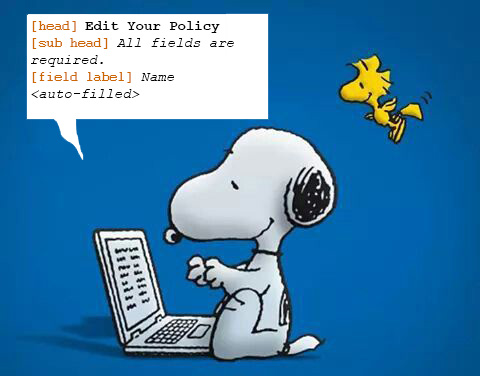 [head] Edit Your Policy
[sub head] All fields are
required.
[field label] Name
<auto-filled>